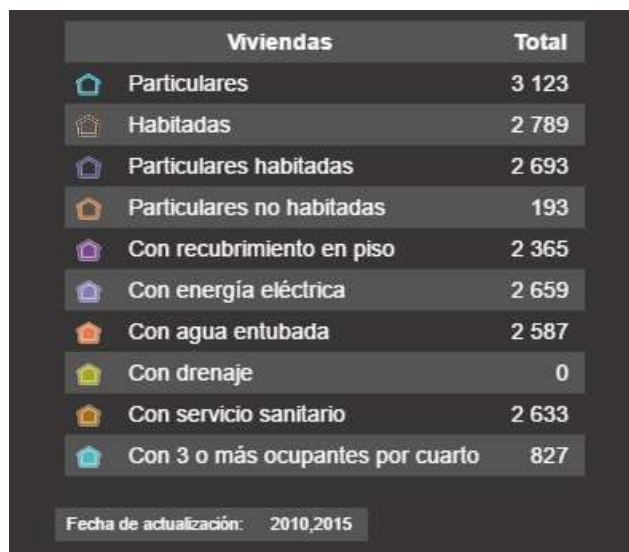 Viviendas Total
Particulares 3 123
Habitadas 2 789
Particulares habitadas 2 693
Particulares no habitadas 193
Con recubrimiento en piso 2 365
Con energía eléctrica 2 659
Con agua entubada 2 587
Con drenaje 0
Con servicio sanitario 2 633
Con 3 o más ocupantes por cuarto 827
Fecha de actualización: 2010,2015